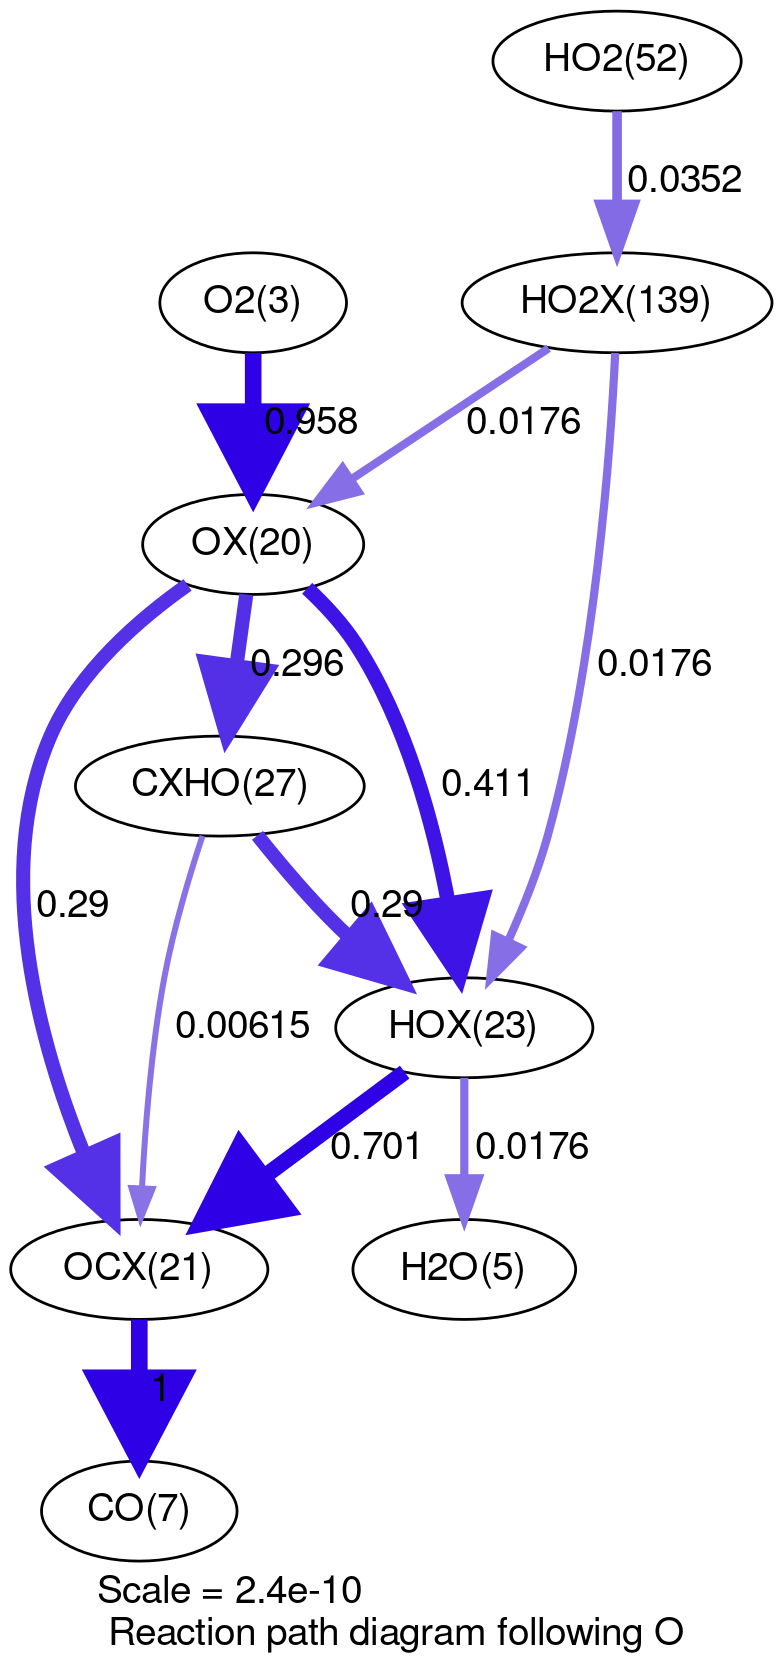 HO2(52)
0.0352
O2(3)
HO2X(139)
0.958
0.0176
OX(20)
0.296
0.0176
CXHO(27)
0.411
0.29
0.29
0.00615
HOX(23)
0.701
0.0176
OCX(21)
H2O(5)
1
CO(7)
Scale = 2.4e-10
Reaction path diagram following O